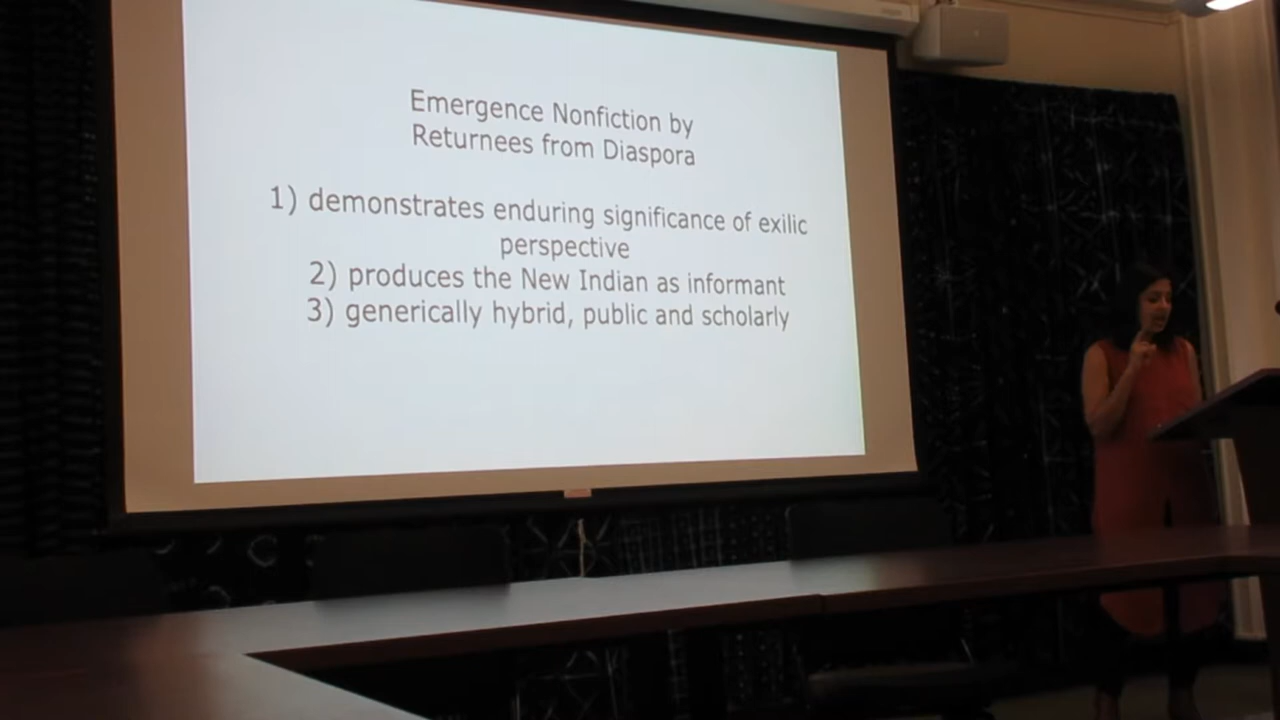 Emergence Nonfiction by
Returnees from Diaspora
1) demonstrates enduring significance of exilic
perspective
2) produces the New Indian as informant
3) generically hybrid, public and scholarly